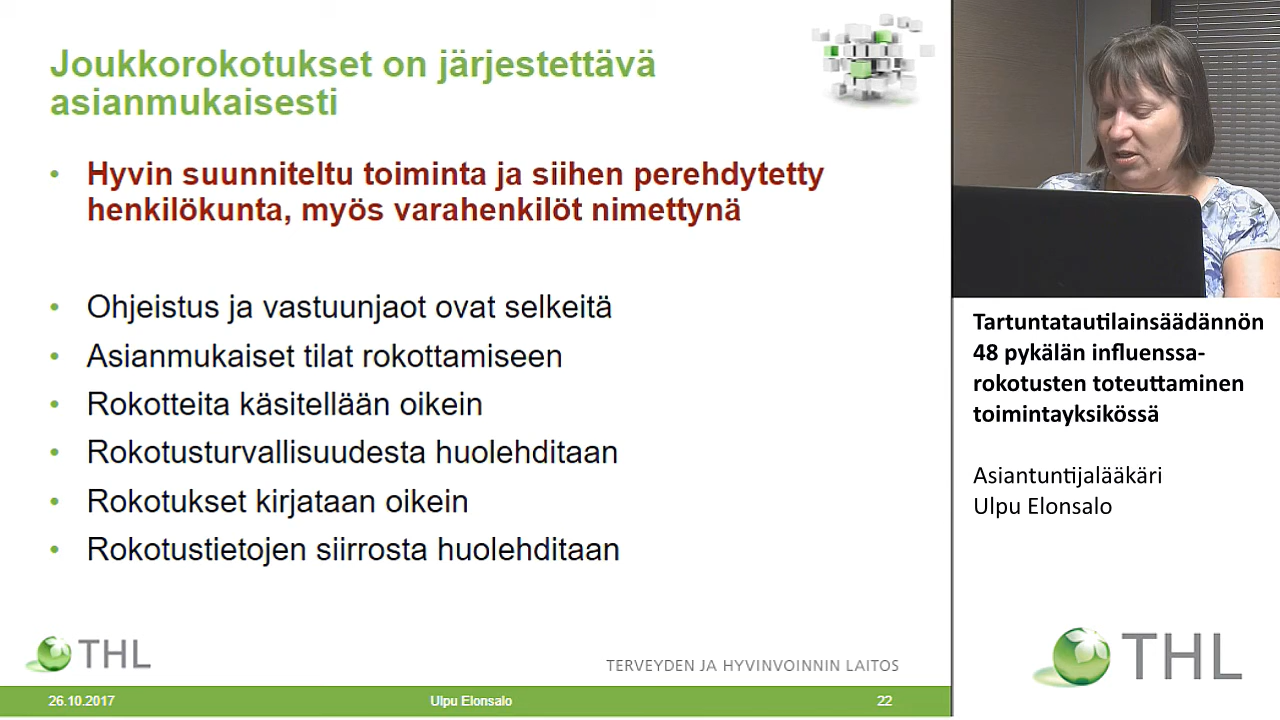 Joukkorokotukset on järjestettävä
asianmukaisesti
• Hyvin suunniteltu toiminta ja siihen perehdytetty
henkilökunta, myös varahenkilöt nimettynä
• Ohjeistus ja vastuunjaot ovat selkeitä
• Asianmukaiset tilat rokottamiseen
• Rokotteita käsitellään oikein
• Rokotusturvallisuudesta huolehditaan
• Rokotukset kirjataan oikein
• Rokotustietojen siirrosta huolehditaan
THL
TERVEYDEN JA HYVINVOINNIN LAITOS
26.10.2017 Ulpu Elonsalo 22
Tartuntatautilainsäädännön
48 pykälän influenssa-
rokotusten toteuttaminen
toimintayksikössä
Asiantuntijalääkäri
Ulpu Elonsalo
THL